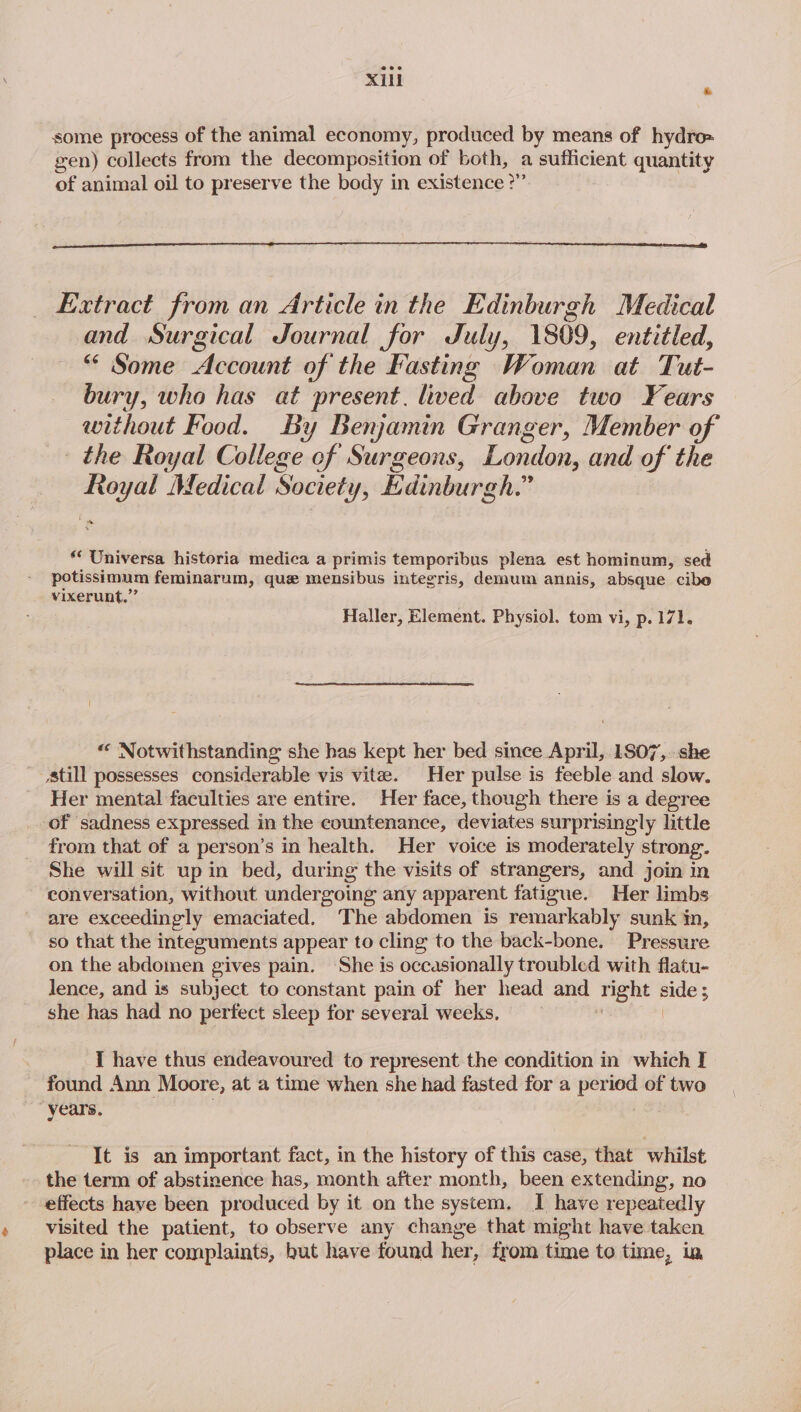 xiii
some process of the animal economy, produced by means of hydro-
gen) collects from the decomposition of both, a sufficient quantity
of animal oil to preserve the body in existence?”
Extract from an Article in the Edinburgh Medical
and Surgical Journal for July, 1809, entitled,
“ Some Account of the Fasting Woman at Tut-
bury, who has at present. lived above two Years
without Food. By Benjamin Granger, Member of
the Royal College of Surgeons, London, and of the
Royal Medical Society, Edinburgh.”
“ Universa historia medica a primis temporibus plena est hominum, sed
potissimum feminarum, quæ mensibus integris, demum annis, absque cibo
vixerunt.”
Haller, Element. Physiol. tom vi, p. 171.
“ Notwithstanding she has kept her bed since April, 1807, she
still possesses considerable vis vitæ. Her pulse is feeble and slow.
Her mental faculties are entire. Her face, though there is a degree
of sadness expressed in the countenance, deviates surprisingly little
from that of a person's in health. Her voice is moderately strong.
She will sit up in bed, during the visits of strangers, and join in
conversation, without undergoing any apparent fatigue. Her limbs
are exceedingly emaciated. The abdomen is remarkably sunk in,
so that the integuments appear to cling to the back-bone. Pressure
on the abdomen gives pain. She is occasionally troubled with flatu-
lence, and is subject to constant pain of her head and right side;
she has had no perfect sleep for several weeks.
I have thus endeavoured to represent the condition in which I
found Ann Moore, at a time when she had fasted for a period of two
years.
It is an important fact, in the history of this case, that whilst
the term of abstinence has, month after month, been extending, no
effects have been produced by it on the system. I have repeatedly
visited the patient, to observe any change that might have taken
place in her complaints, but have found her, from time to time, in